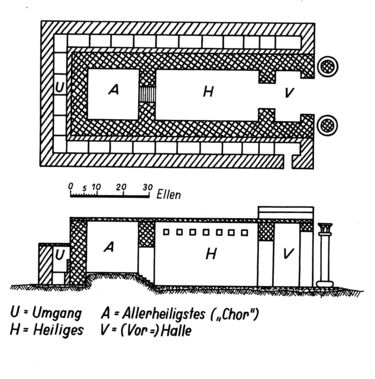 U A H V
0 5 10 20 30 Ellen
U A H V
U = Umgang A = Allerheiligstes („Chor")
H = Heiliges V = (Vor=) Halle